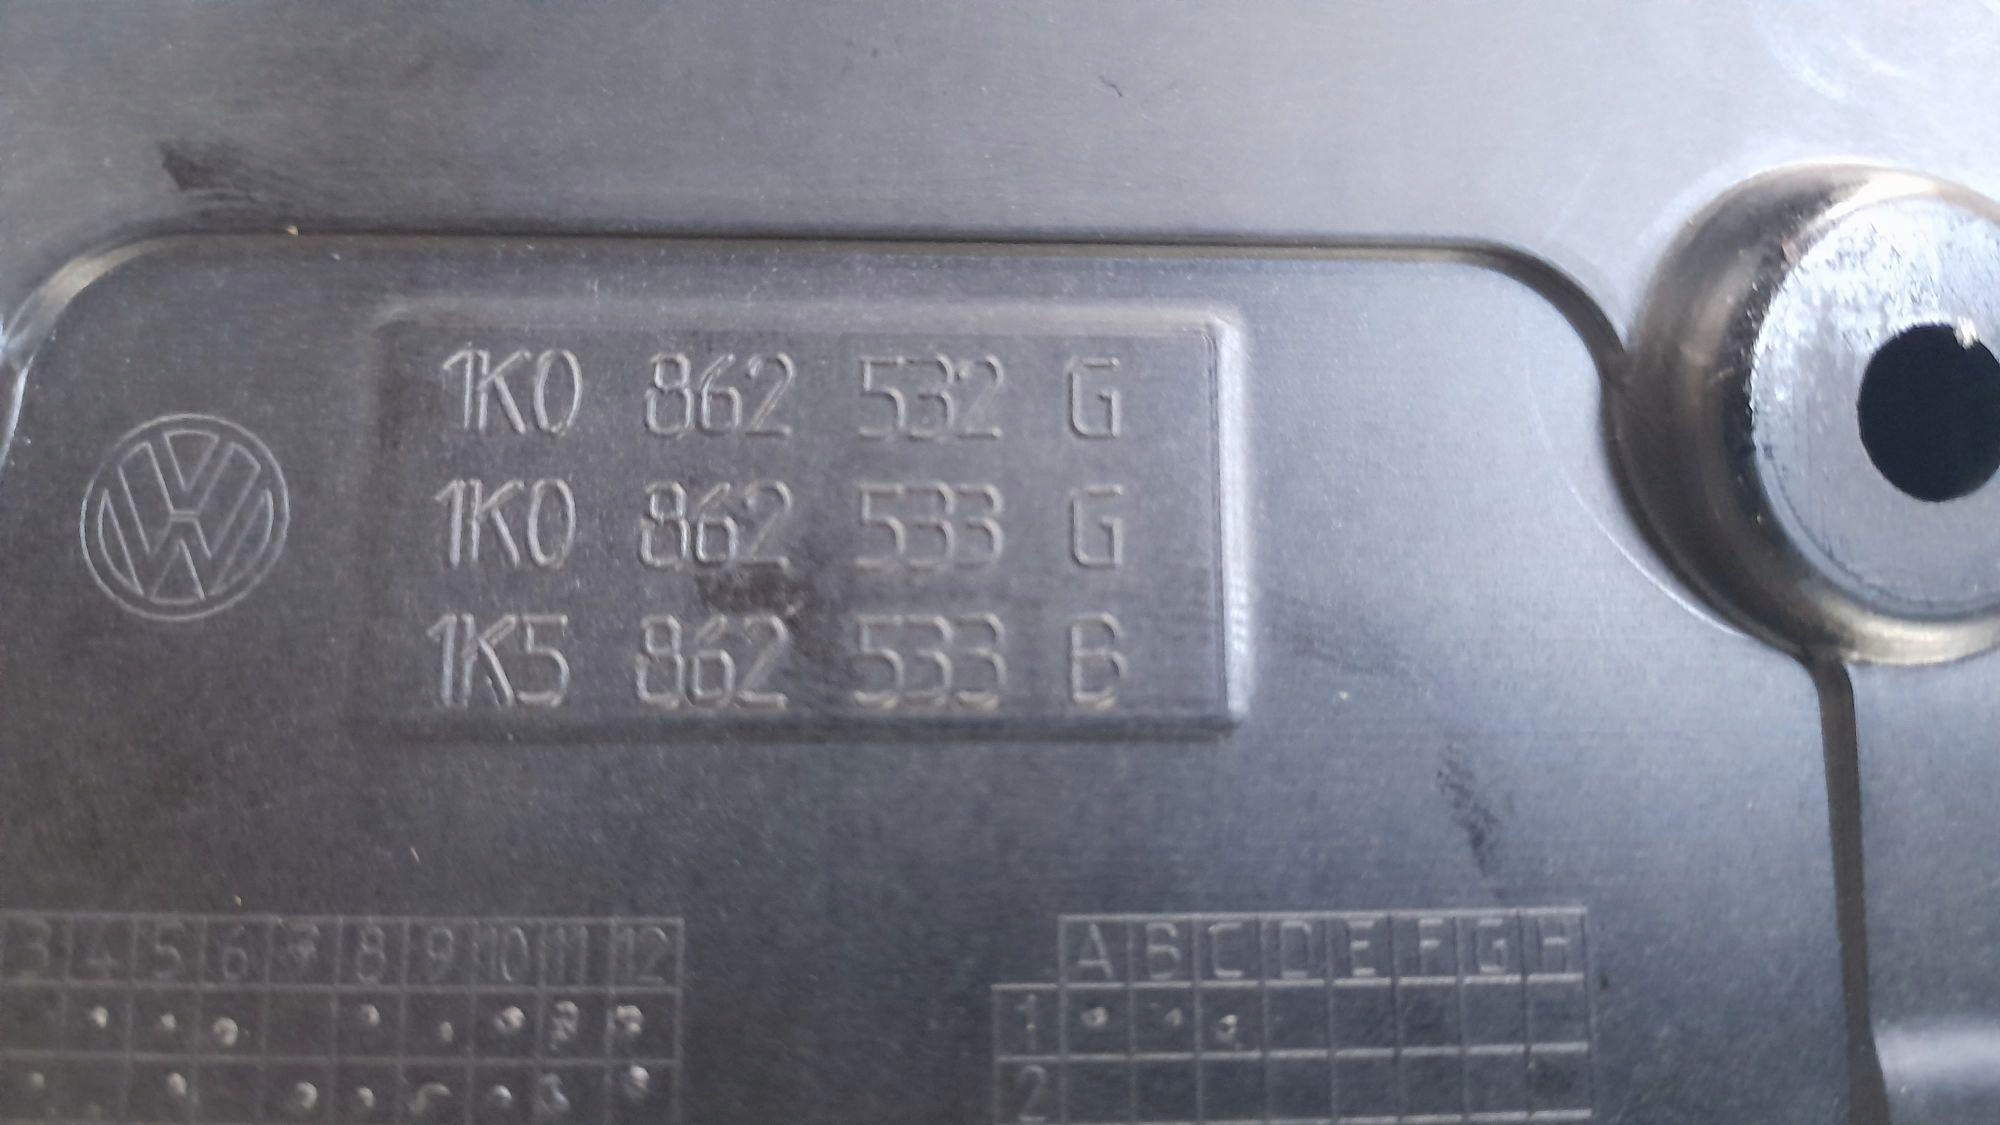 1K0 862 532 G
1K0 862 533 G
1K5 862 533 B
3 4 5 6 7 8 9 10 11 12
A B C D E F G H
1
2